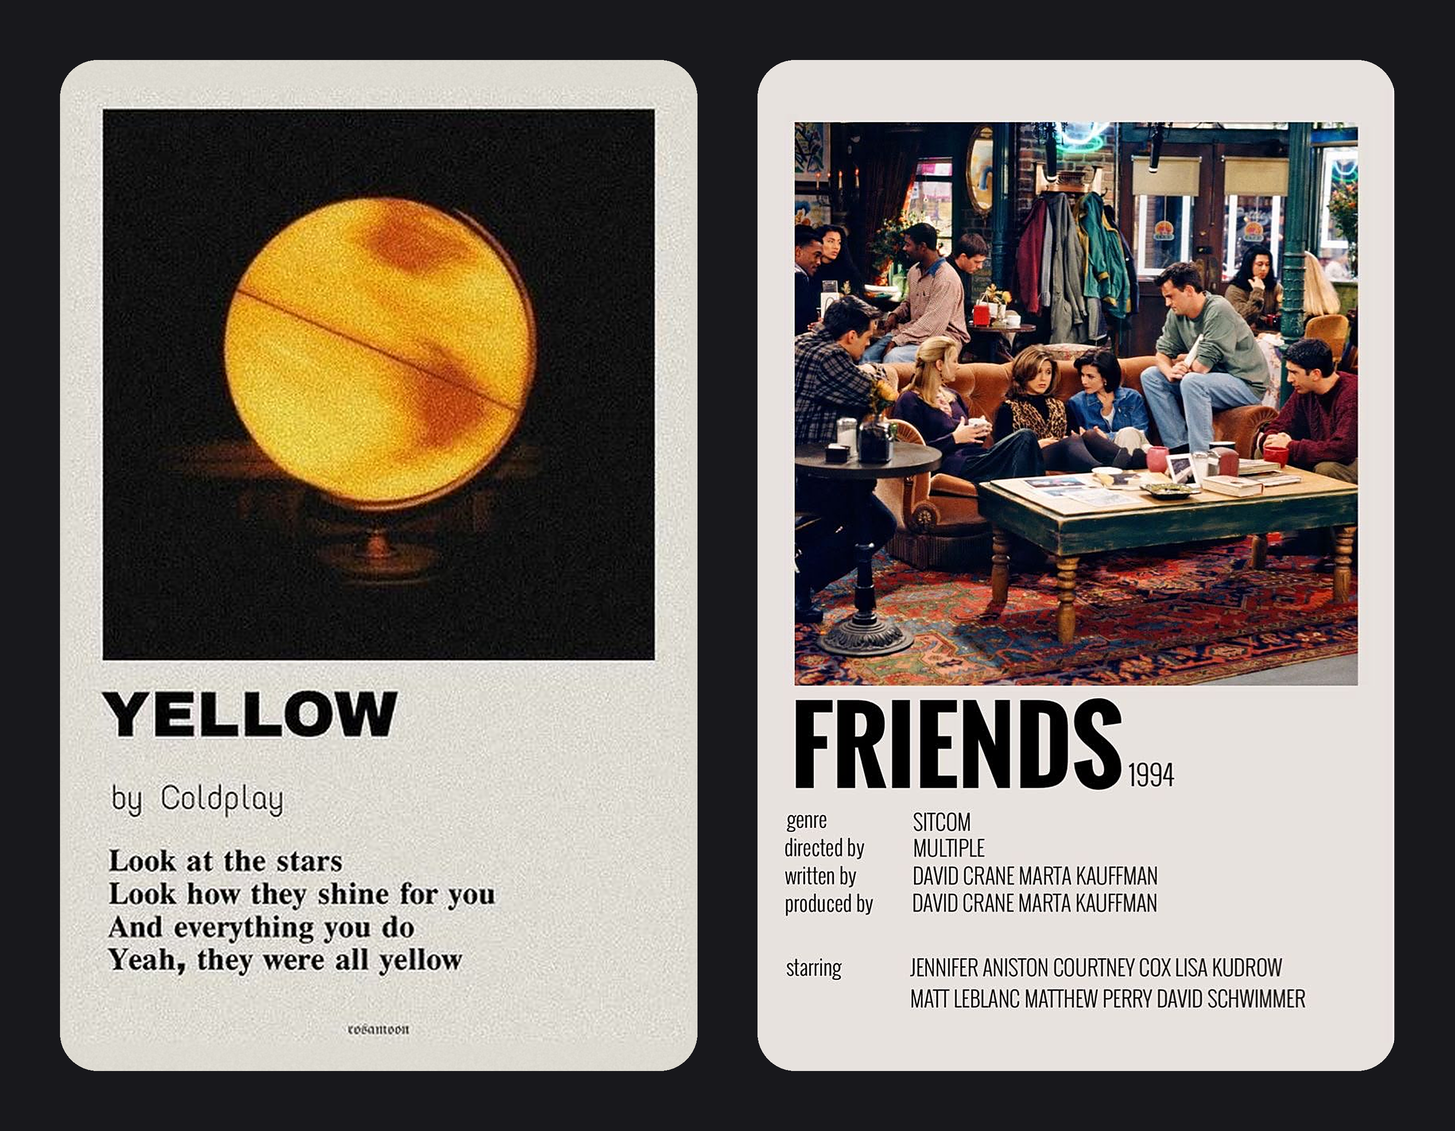 YELLOW
by Coldplay
Look at the stars
Look how they shine for you
And everything you do
Yeah, they were all yellow
rosamoon
FRIENDS 1994
genre SITCOM
directed by MULTIPLE
written by DAVID CRANE MARTA KAUFFMAN
produced by DAVID CRANE MARTA KAUFFMAN
starring JENNIFER ANISTON COURTNEY COX LISA KUDROW
MATT LEBLANC MATTHEW PERRY DAVID SCHWIMMER